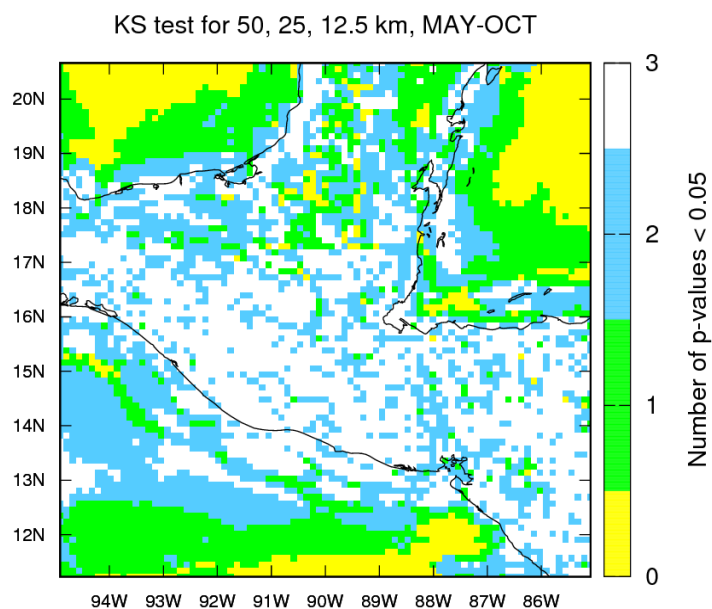 KS test for 50, 25, 12.5 km, MAY-OCT
20N
19N
18N
17N
16N
15N
14N
13N
12N
94W 93W 92W 91W 90W 89W 88W 87W 86W
3
2
1
0
Number of p-values < 0.05